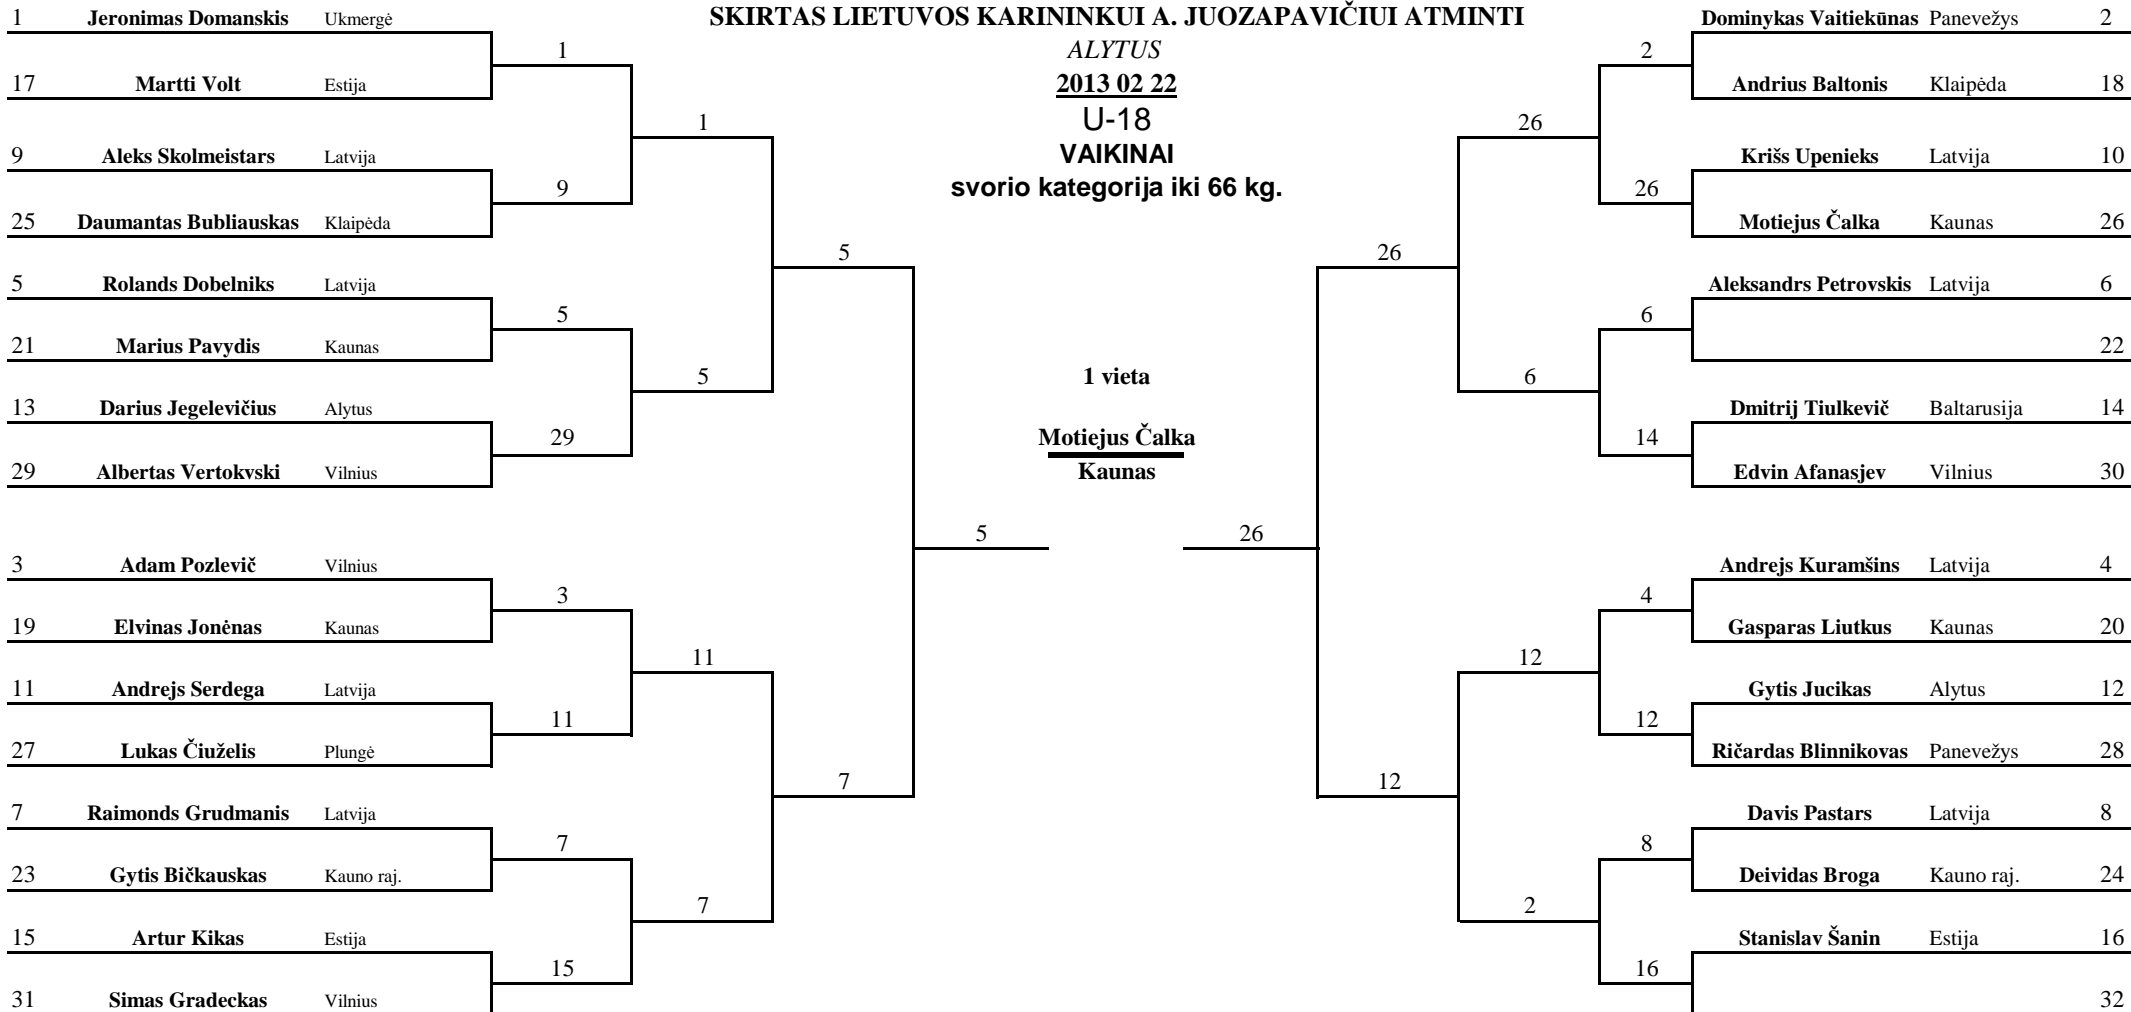 SKIRTAS LIETUVOS KARININKUI A. JUOZAPAVIČIUI ATMINTI
ALYTUS
2013 02 22
U-18
VAIKINAI
svorio kategorija iki 66 kg.
1 Jeronimas Domanskis Ukmergė
1
17 Martti Volt Estija
1
9 Aleks Skolmeistars Latvija
9
25 Daumantas Bubliauskas Klaipėda
5
5 Rolands Dobelniks Latvija
5
21 Marius Pavydis Kaunas
5
13 Darius Jegelevičius Alytus
29
29 Albertas Vertokvski Vilnius
5
3 Adam Pozlevič Vilnius
3
19 Elvinas Jonėnas Kaunas
11
11 Andrejs Serdega Latvija
11
27 Lukas Čiuželis Plungė
7
7 Raimonds Grudmanis Latvija
7
23 Gytis Bičkauskas Kauno raj.
7
15 Artur Kikas Estija
15
31 Simas Gradeckas Vilnius
1 vieta
Motiejus Čalka
Kaunas
Dominykas Vaitiekūnas Panevežys 2
2
Andrius Baltonis Klaipėda 18
26
Krišs Upenieks Latvija 10
26
Motiejus Čalka Kaunas 26
26
Aleksandrs Petrovskis Latvija 6
6
22
6
Dmitrij Tiulkevič Baltarusija 14
14
Edvin Afanasjev Vilnius 30
26
Andrejs Kuramšins Latvija 4
4
Gasparas Liutkus Kaunas 20
12
Gytis Jucikas Alytus 12
12
Ričardas Blinnikovas Panevežys 28
12
Davis Pastars Latvija 8
8
Deividas Broga Kauno raj. 24
2
Stanislav Šanin Estija 16
16
32